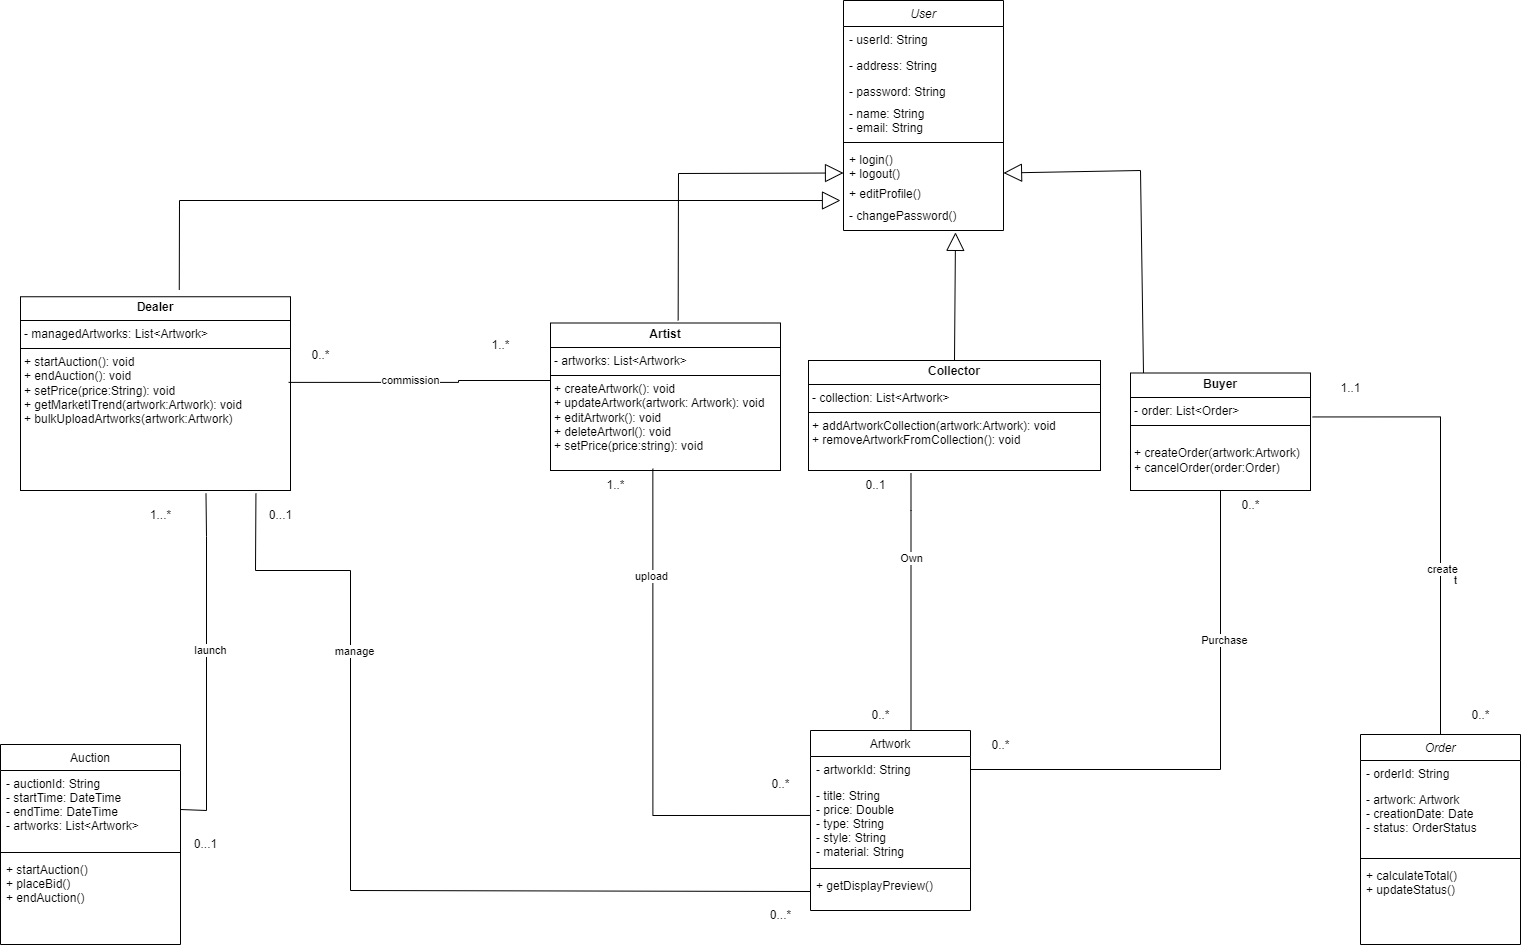 User
- userId: String
- address: String
- password: String
- name: String
- email: String
+ login()
+ logout()
+ editProfile()
- changePassword()
Dealer
- managedArtworks: List<Artwork>
+ startAuction(): void
+ endAuction(): void
+ setPrice(price:String): void
+ getMarketlTrend(artwork:Artwork): void
+ bulkUploadArtworks(artwork:Artwork)
0..*
commission
1..*
Artist
- artworks: List<Artwork>
+ createArtwork(): void
+ updateArtwork(artwork: Artwork): void
+ editArtwork(): void
+ deleteArtworl(): void
+ setPrice(price:string): void
Collector
- collection: List<Artwork>
+ addArtworkCollection(artwork:Artwork): void
+ removeArtworkFromCollection(): void
Buyer
- order: List<Order>
+ createOrder(artwork:Artwork)
+ cancelOrder(order:Order)
1..1
1...*
0...1
1..*
0..1
0..*
launch
manage
upload
Own
Purchase
create
t
0..*
0..*
0..*
0..*
0...1
0...*
Auction
- auctionId: String
- startTime: DateTime
- endTime: DateTime
- artworks: List<Artwork>
+ startAuction()
+ placeBid()
+ endAuction()
Artwork
- artworkId: String
- title: String
- price: Double
- type: String
- style: String
- material: String
+ getDisplayPreview()
Order
- orderId: String
- artwork: Artwork
- creationDate: Date
- status: OrderStatus
+ calculateTotal()
+ updateStatus()